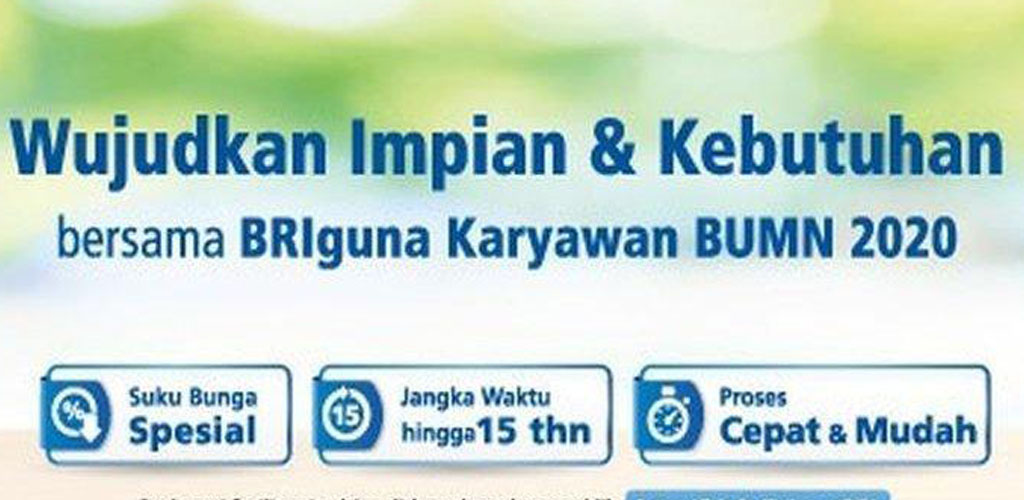 Wujudkan Impian & Kebutuhan
bersama BRIguna Karyawan BUMN 2020
%
Suku Bunga
Spesial
15
Jangka Waktu
hingga 15 thn
Proses
Cepat & Mudah